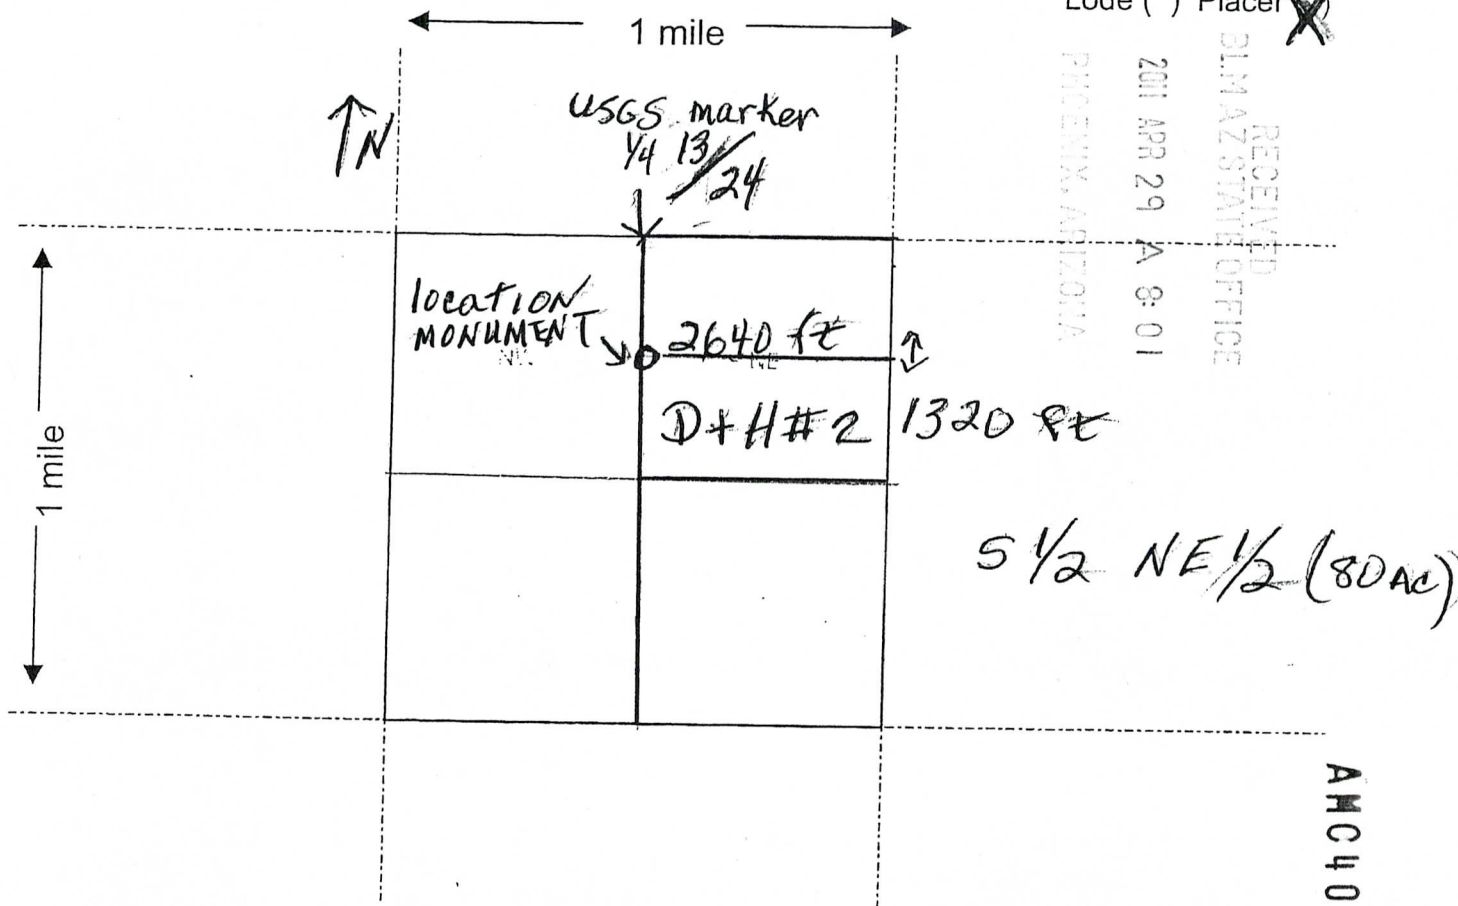 Lode ( ) Placer (X)
1 mile
N
USGS marker
1/4 13/24
RECEIVED
BLM AZ STATE OFFICE
2011 APR 29 A 8:01
PHOENIX, ARIZONA
location
MONUMENT
2640 ft
NE
D+H#2
1320 ft
1 mile
S 1/2 NE 1/2 (80 AC)
AMC40